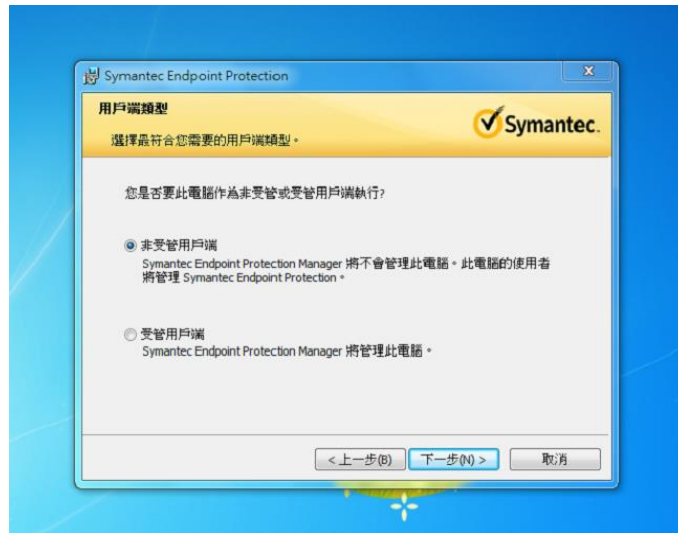 Symantec Endpoint Protection
用戶端類型
選擇最符合您需要的用戶端類型。
Symantec.
您是否要此電腦作為非受管或受管用戶端執行?
非受管用戶端
Symantec Endpoint Protection Manager 將不會管理此電腦。此電腦的使用者
將管理 Symantec Endpoint Protection。
受管用戶端
Symantec Endpoint Protection Manager 將管理此電腦。
<上一步(B) 下一步(N) > 取消